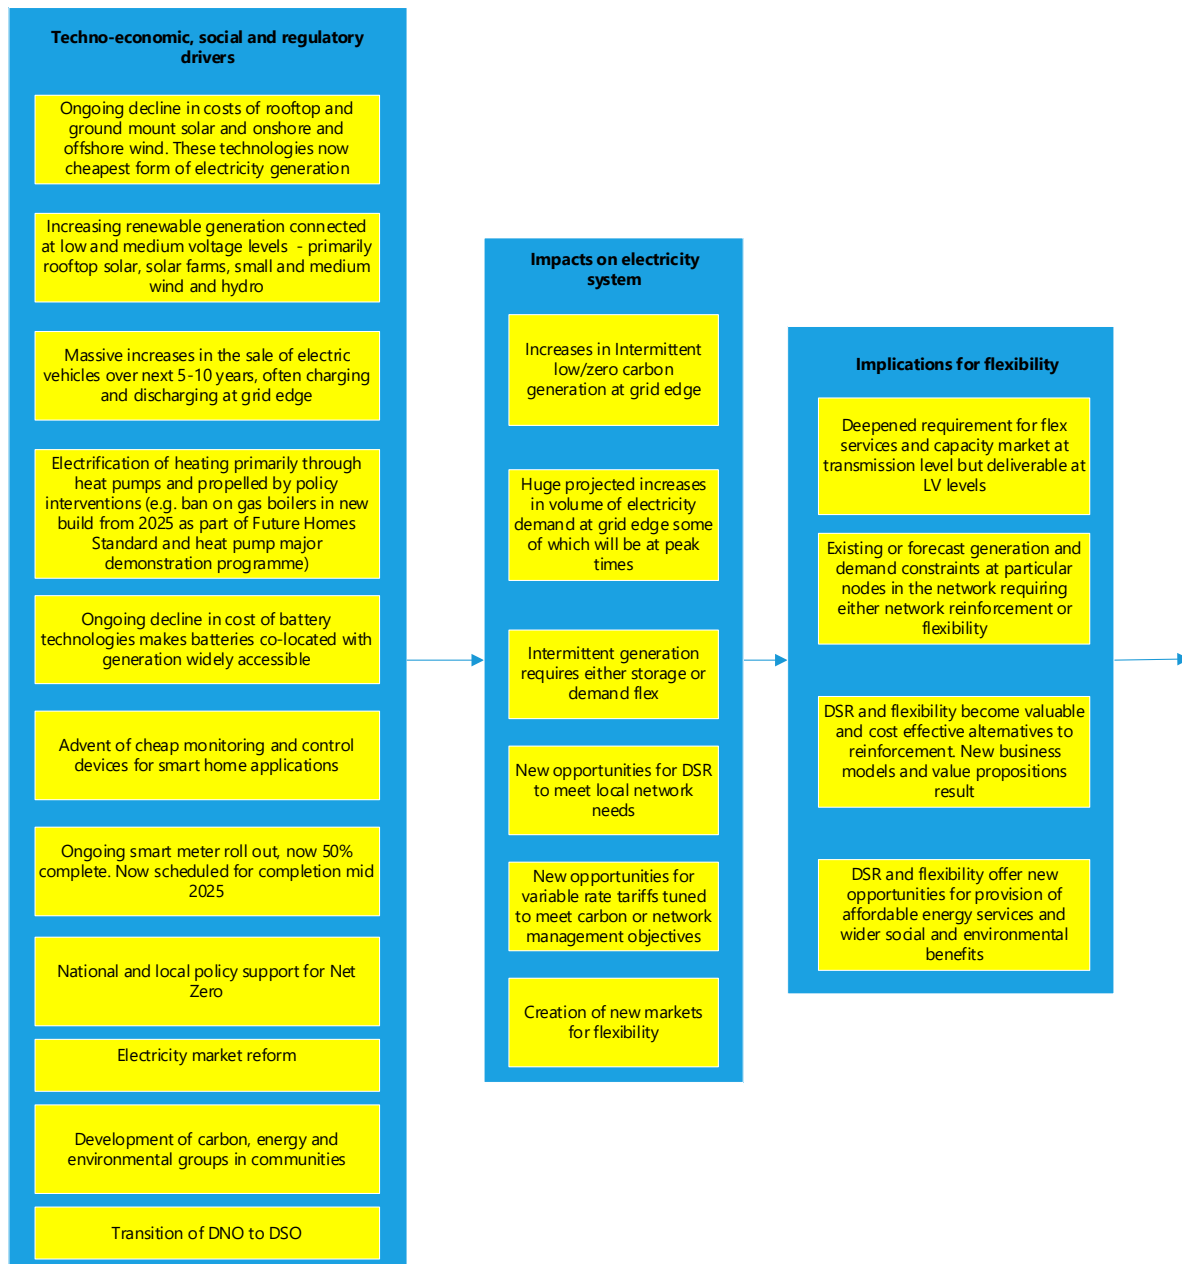 Techno-economic, social and regulatory
drivers
Ongoing decline in costs of rooftop and
ground mount solar and onshore and
offshore wind. These technologies now
cheapest form of electricity generation
Increasing renewable generation connected
at low and medium voltage levels  - primarily
rooftop solar, solar farms, small and medium
wind and hydro
Massive increases in the sale of electric
vehicles over next 5-10 years, often charging
and discharging at grid edge
Electrification of heating primarily through
heat pumps and propelled by policy
interventions (e.g. ban on gas boilers in new
build from 2025 as part of Future Homes
Standard and heat pump major
demonstration programme)
Ongoing decline in cost of battery
technologies makes batteries co-located with
generation widely accessible
Advent of cheap monitoring and control
devices for smart home applications
Ongoing smart meter roll out, now 50%
complete. Now scheduled for completion mid
2025
National and local policy support for Net
Zero
Electricity market reform
Development of carbon, energy and
environmental groups in communities
Transition of DNO to DSO
Impacts on electricity
system
Increases in Intermittent
low/zero carbon
generation at grid edge
Huge projected increases
in volume of electricity
demand at grid edge some
of which will be at peak
times
Intermittent generation
requires either storage or
demand flex
New opportunities for DSR
to meet local network
needs
New opportunities for
variable rate tariffs tuned
to meet carbon or network
management objectives
Creation of new markets
for flexibility
Implications for flexibility
Deepened requirement for flex
services and capacity market at
transmission level but deliverable at
LV levels
Existing or forecast generation and
demand constraints at particular
nodes in the network requiring
either network reinforcement or
flexibility
DSR and flexibility become valuable
and cost effective alternatives to
reinforcement. New business
models and value propositions
result
DSR and flexibility offer new
opportunities for provision of
affordable energy services and
wider social and environmental
benefits